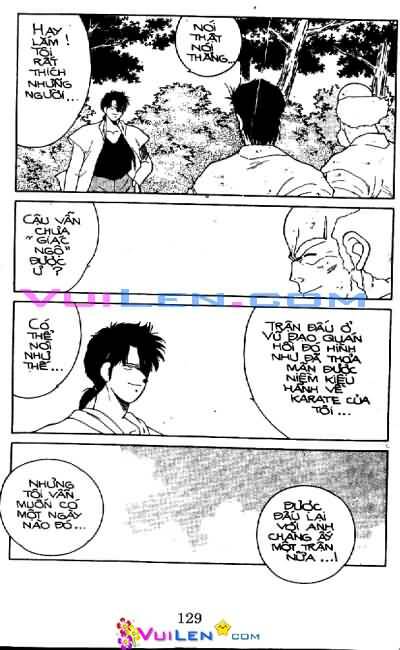 HAY
LẮM!
TÔI
RẤT
THÍCH
NHỮNG
NGƯỜI...
NÓI
THẬT
NÓI
THẲNG...
CẬU VẪN
CHƯA
"GIÁC
NGỘ"
ĐƯỢC
Ư?
VUILEN.COM
TRẬN ĐẤU Ở
VŨ ĐẠO QUÁN
HỒI ĐÓ HÌNH
NHƯ ĐÃ THỎA
MÃN ĐƯỢC
NIỀM KIÊU
HÃNH VỀ
KARATE CỦA
TÔI...
CÓ
THỂ
NÓI
NHƯ
THẾ...
NHƯNG
TÔI VẪN
MUỐN CÓ
MỘT NGÀY
NÀO ĐÓ...
ĐƯỢC
ĐẤU LẠI
VỚI ANH
CHÀNG ẤY
MỘT TRẬN
NỮA...!
129
VUILEN.COM